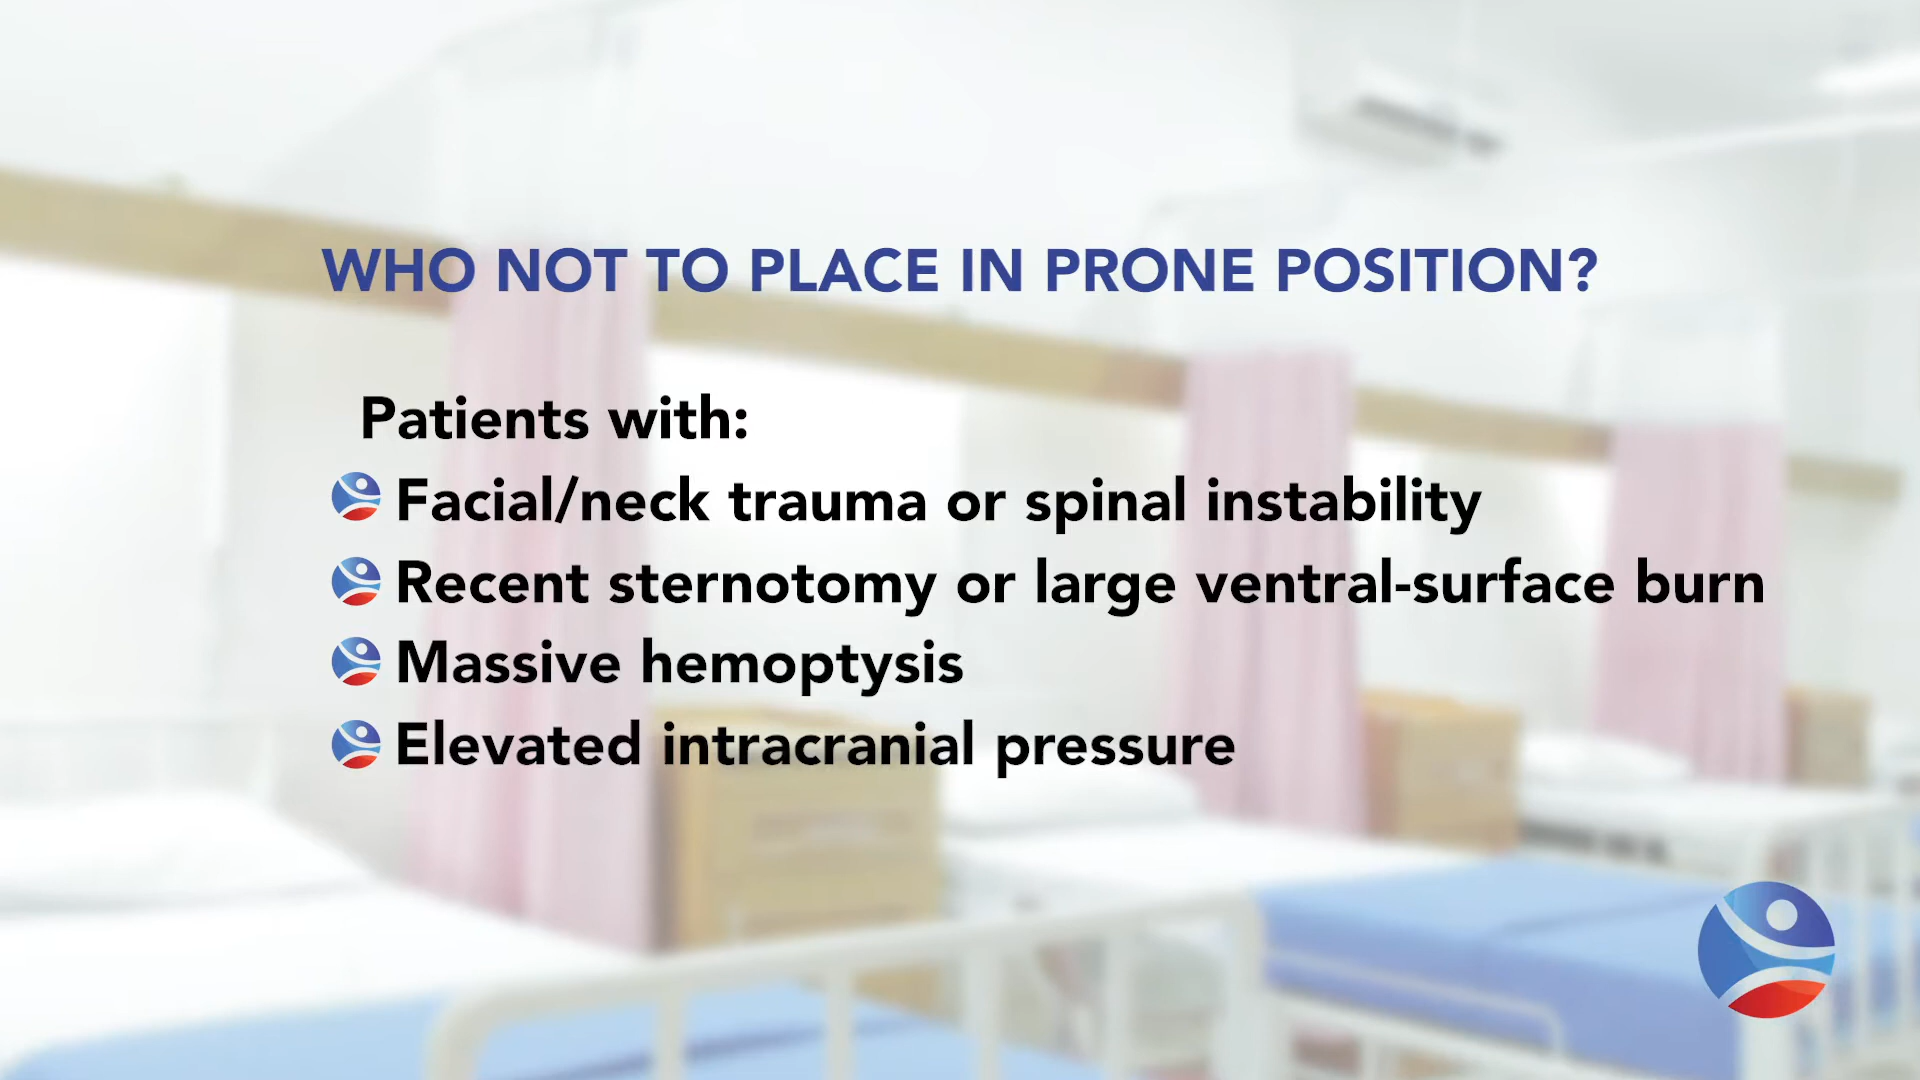 WHO NOT TO PLACE IN PRONE POSITION?
Patients with:
Facial/neck trauma or spinal instability
Recent sternotomy or large ventral-surface burn
Massive hemoptysis
Elevated intracranial pressure